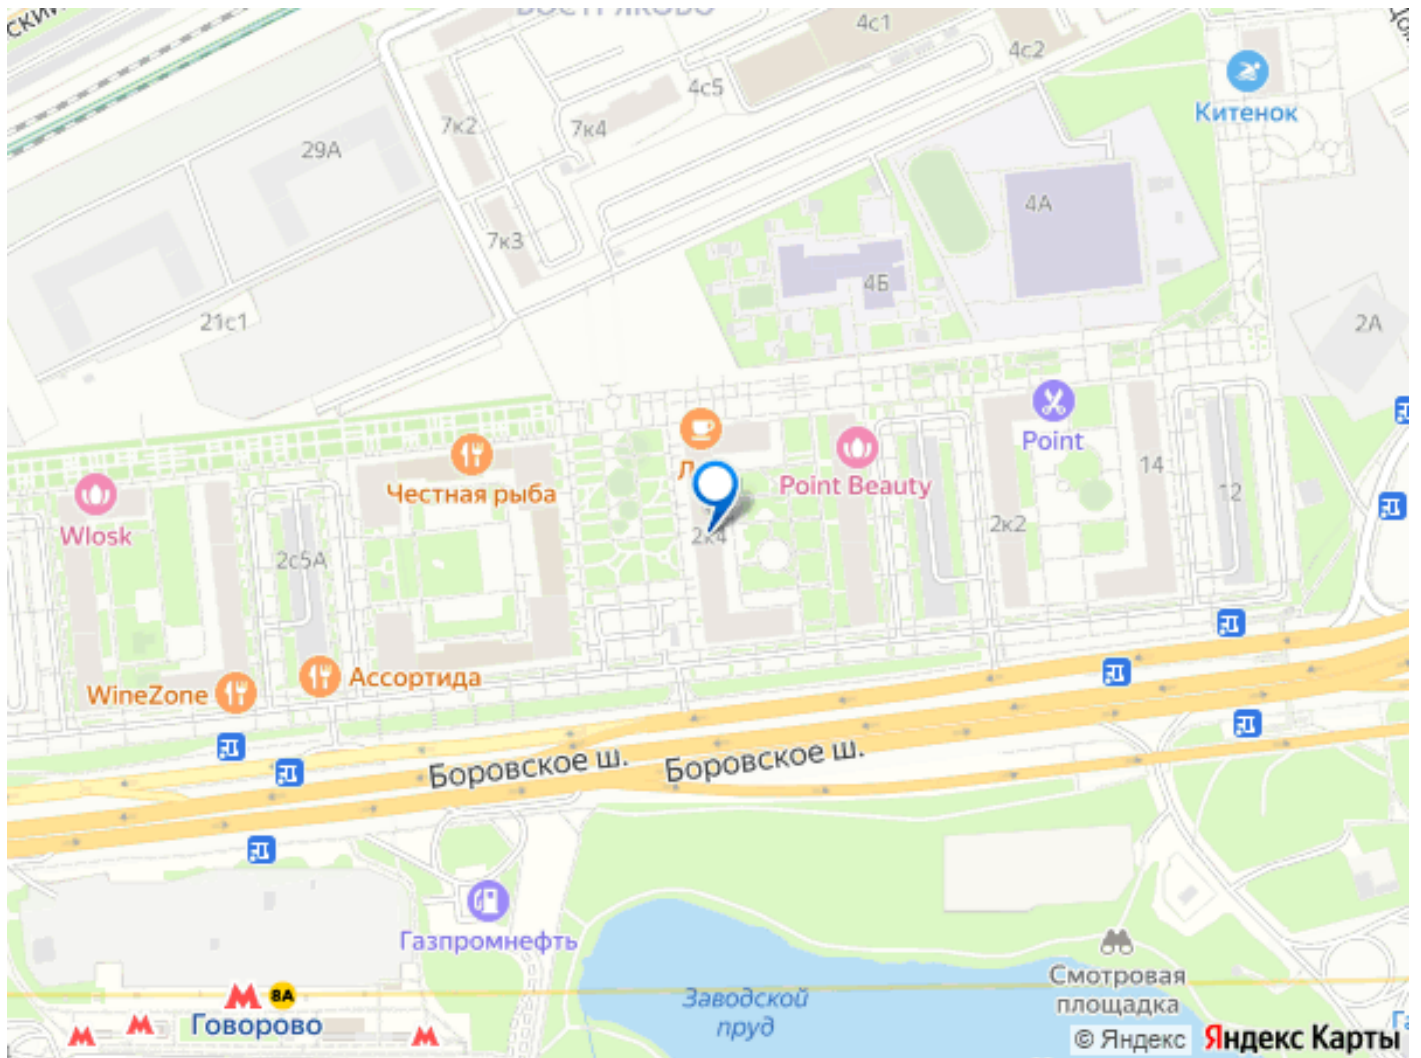 ВОСТРЯКОВО
4с1
4с2
4с5
Китенок
7к2
7к4
29А
4А
7к3
4Б
21с1
2А
Point
Честная рыба
Point Beauty
14
12
Wlosk
2к4
2к2
2с5А
Ассортида
WineZone
Боровское ш.
Боровское ш.
Газпромнефть
Смотровая
площадка
8А
Говорово
Заводской
пруд
© Яндекс Яндекс Карты